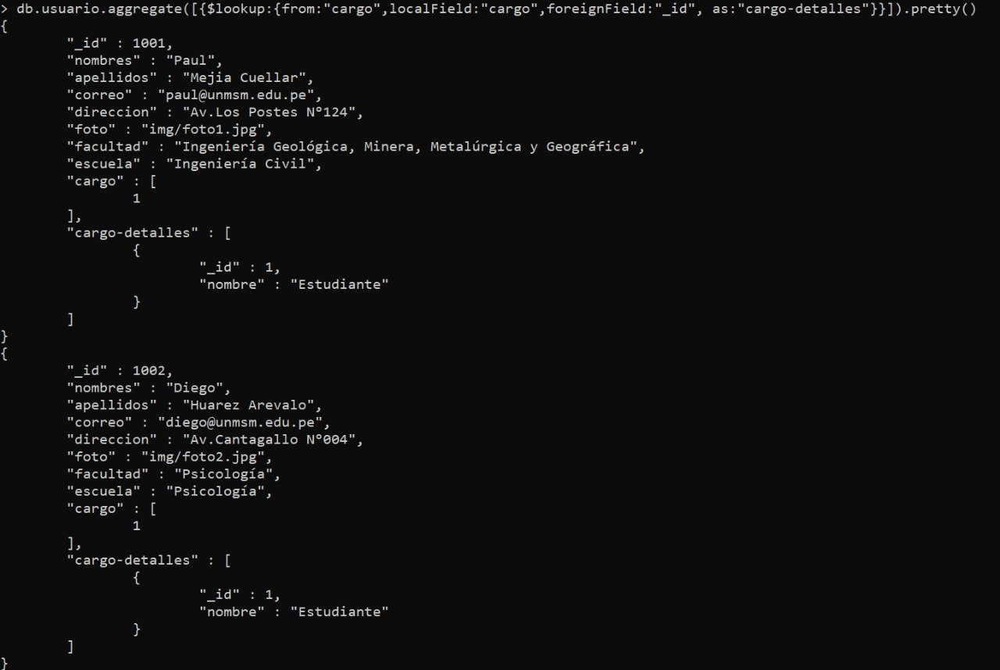 > db.usuario.aggregate([{$lookup:{from:"cargo",localField:"cargo",foreignField:"_id", as:"cargo-detalles"}}]).pretty()
{
        "_id" : 1001,
        "nombres" : "Paul",
        "apellidos" : "Mejia Cuellar",
        "correo" : "paul@unmsm.edu.pe",
        "direccion" : "Av.Los Postes N°124",
        "foto" : "img/foto1.jpg",
        "facultad" : "Ingeniería Geológica, Minera, Metalúrgica y Geográfica",
        "escuela" : "Ingeniería Civil",
        "cargo" : [
                1
        ],
        "cargo-detalles" : [
                {
                        "_id" : 1,
                        "nombre" : "Estudiante"
                }
        ]
}
{
        "_id" : 1002,
        "nombres" : "Diego",
        "apellidos" : "Huarez Arevalo",
        "correo" : "diego@unmsm.edu.pe",
        "direccion" : "Av.Cantagallo N°004",
        "foto" : "img/foto2.jpg",
        "facultad" : "Psicología",
        "escuela" : "Psicología",
        "cargo" : [
                1
        ],
        "cargo-detalles" : [
                {
                        "_id" : 1,
                        "nombre" : "Estudiante"
                }
        ]
}